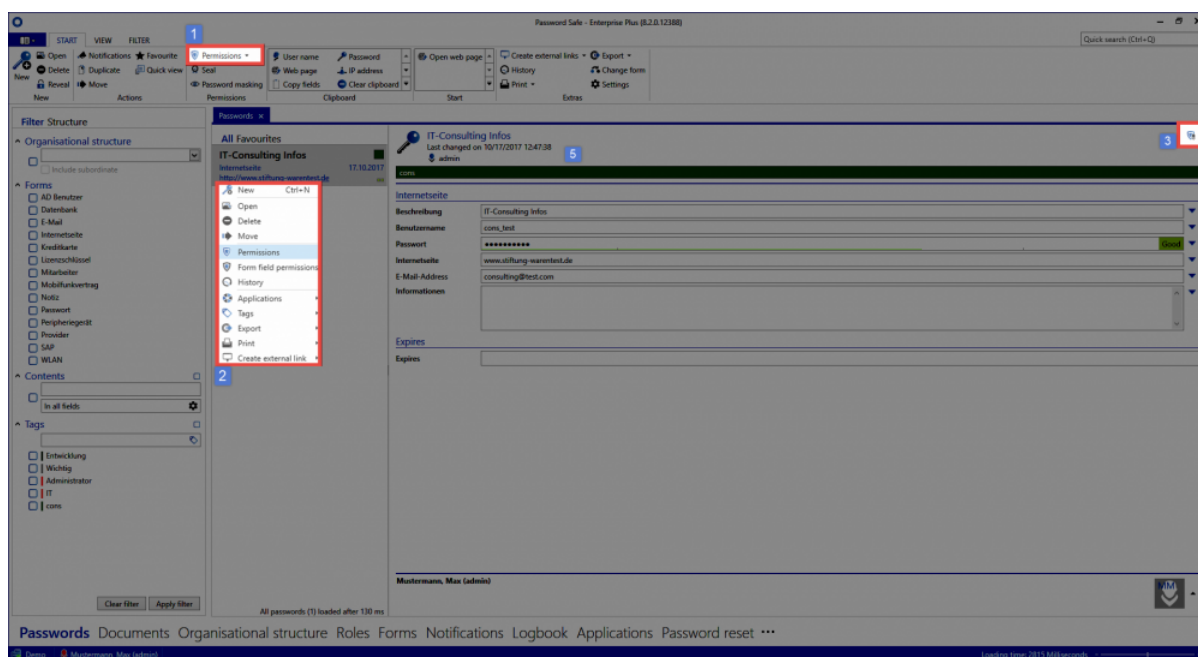 Password Safe - Enterprise Plus (8.2.0.12388)
START VIEW FILTER
1
Quick search (Ctrl+Q)
New
Open Notifications Favourite
Delete Duplicate Quick view
Reveal Move
New Actions
Permissions
Seal
Password masking
Permissions
User name Password
Web page IP address
Copy fields Clear clipboard
Clipboard
Open web page
Start
Create external links Export
History Change form
Print Settings
Extras
Filter Structure
Organisational structure
Include subordinate
Forms
AD Benutzer
Datenbank
E-Mail
Internetseite
Kreditkarte
Lizenzschlüssel
Mitarbeiter
Mobilfunkvertrag
Notiz
Passwort
Peripheriegerät
Provider
SAP
WLAN
Contents
In all fields
Tags
Entwicklung
Wichtig
Administrator
IT
cons
Clear filter Apply filter
Passwords ×
All Favourites
IT-Consulting Infos
Internetseite 17.10.2017
http://www.stiftung-warentest.de
New Ctrl+N
Open
Delete
Move
Permissions
Form field permissions
History
Applications
Tags
Export
Print
Create external link
2
All passwords (1) loaded after 130 ms
IT-Consulting Infos
Last changed on 10/17/2017 12:47:38
admin
5
3
cons
Internetseite
Beschreibung IT-Consulting Infos
Benutzername cons_test
Passwort •••••••••• Good
Internetseite www.stiftung-warentest.de
E-Mail-Address consulting@test.com
Informationen
Expires
Expires
Mustermann, Max (admin)
MM
Passwords Documents Organisational structure Roles Forms Notifications Logbook Applications Password reset •••
Demo Mustermann, Max (admin) Loading time: 2815 Milliseconds